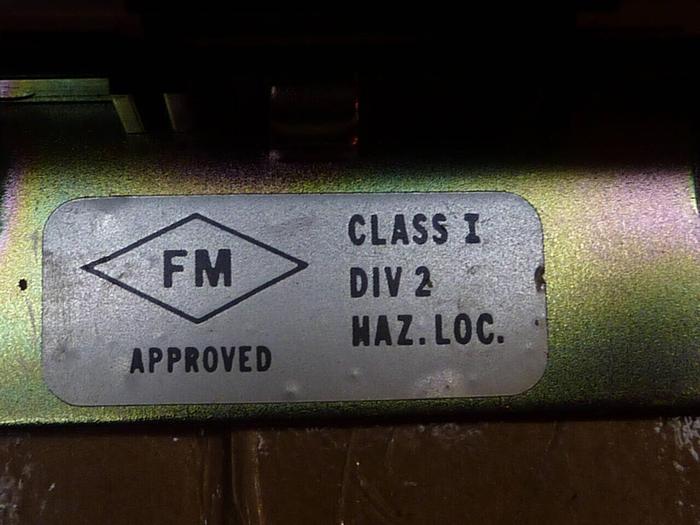 FM
APPROVED
CLASS I
DIV 2
HAZ. LOC.